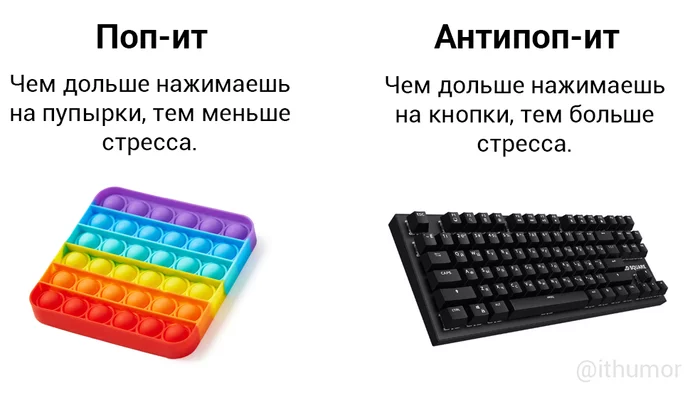 Поп-ит
Чем дольше нажимаешь
на пупырки, тем меньше
стресса.
Антипоп-ит
Чем дольше нажимаешь
на кнопки, тем больше
стресса.
@ithumor